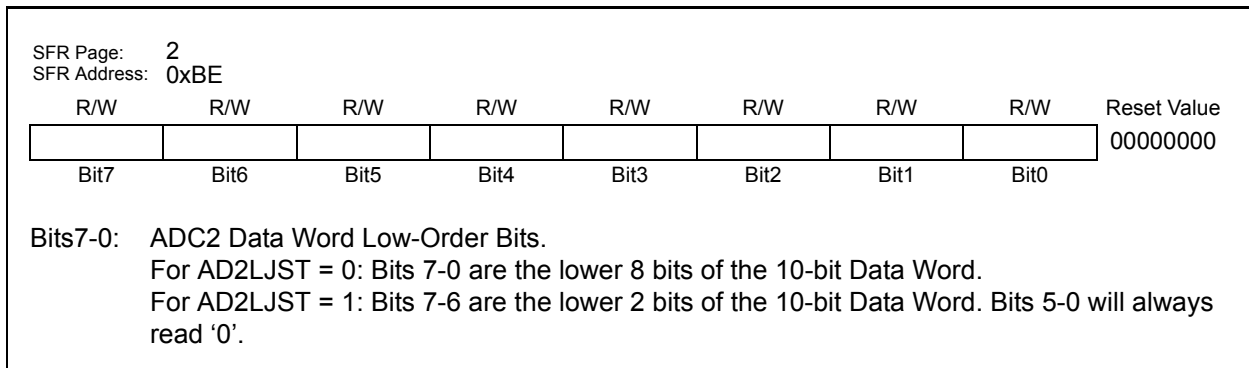 SFR Page: 2
SFR Address: 0xBE
R/W R/W R/W R/W R/W R/W R/W R/W Reset Value
00000000
Bit7 Bit6 Bit5 Bit4 Bit3 Bit2 Bit1 Bit0
Bits7-0: ADC2 Data Word Low-Order Bits.
For AD2LJST = 0: Bits 7-0 are the lower 8 bits of the 10-bit Data Word.
For AD2LJST = 1: Bits 7-6 are the lower 2 bits of the 10-bit Data Word. Bits 5-0 will always
read ‘0’.